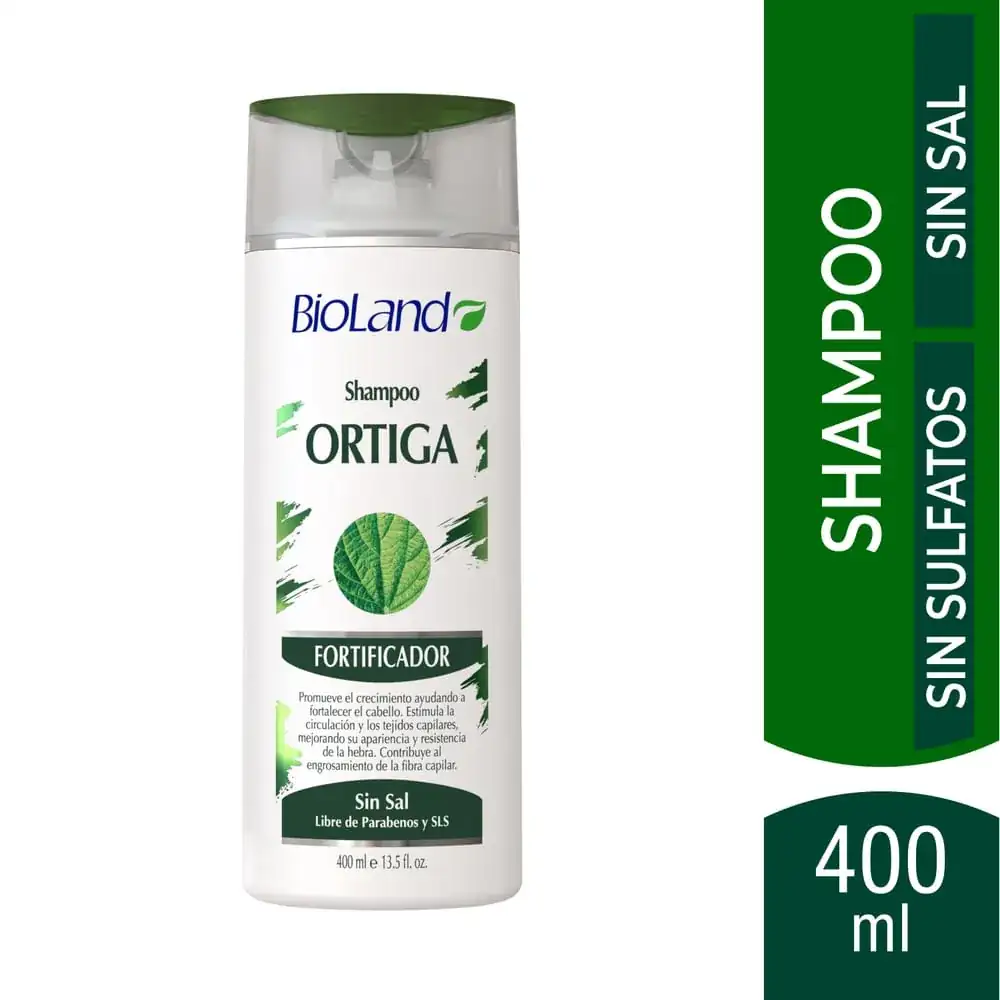 BioLand
Shampoo
ORTIGA
FORTIFICADOR
Promueve el crecimiento ayudando a
fortalecer el cabello. Estimula la
circulación y los tejidos capilares,
mejorando su apariencia y resistencia
de la hebra. Contribuye al
engrosamiento de la fibra capilar.
Sin Sal
Libre de Parabenos y SLS
400 ml e 13.5 fl. oz.
SHAMPOO
SIN SULFATOS
SIN SAL
400
ml